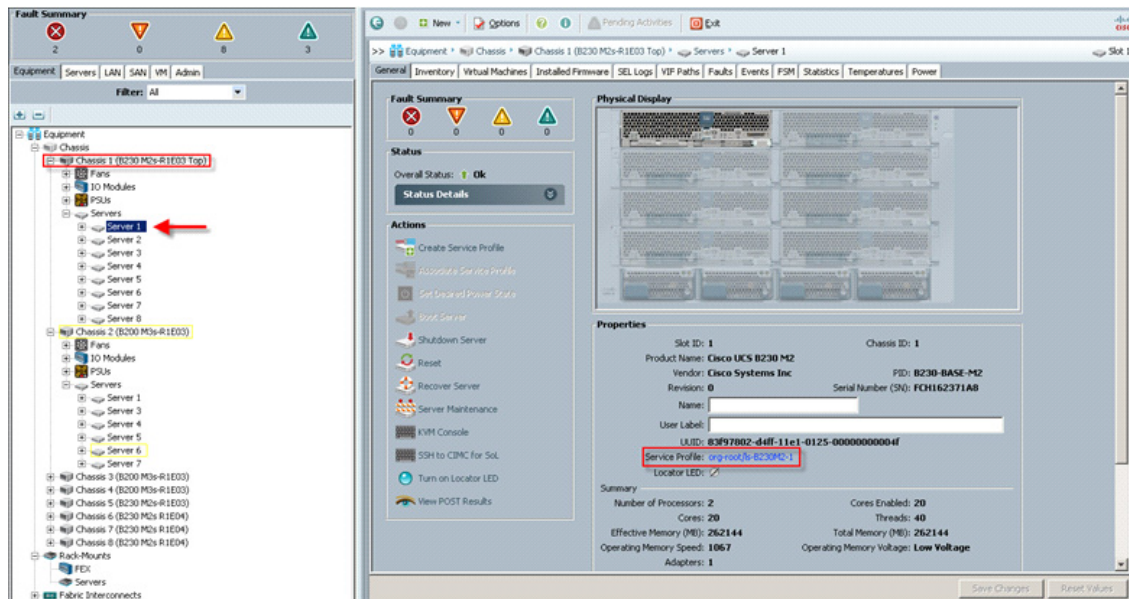 Fault Summary
2 0 8 3
Equipment Servers LAN SAN VM Admin
Filter: All
Equipment
Chassis
Chassis 1 (B230 M2s-R1E03 Top)
Fans
IO Modules
PSUs
Servers
Server 1
Server 2
Server 3
Server 4
Server 5
Server 6
Server 7
Server 8
Chassis 2 (B200 M3s-R1E03)
Fans
IO Modules
PSUs
Servers
Server 1
Server 3
Server 4
Server 5
Server 6
Server 7
Chassis 3 (B200 M3s-R1E03)
Chassis 4 (B200 M3s-R1E03)
Chassis 5 (B200 M3s-R1E03)
Chassis 6 (B230 M2s R1E04)
Chassis 7 (B230 M2s R1E04)
Chassis 8 (B230 M2s R1E04)
Rack-Mounts
FEX
Servers
Fabric Interconnects
New Options Pending Activities Exit
>> Equipment Chassis Chassis 1 (B230 M2s-R1E03 Top) Servers Server 1 Slot 1
General Inventory Virtual Machines Installed Firmware SEL Logs VIF Paths Faults Events FSM Statistics Temperatures Power
Fault Summary
0 0 0 0
Status
Overall Status: Ok
Status Details
Actions
Create Service Profile
Associate Service Profile
Set Desired Power State
Boot Server
Shutdown Server
Reset
Recover Server
Server Maintenance
KVM Console
SSH to CIMC for SoL
Turn on Locator LED
View POST Results
Physical Display
Properties
Slot ID: 1 Chassis ID: 1
Product Name: Cisco UCS B230 M2
Vendor: Cisco Systems Inc PID: B230-BASE-M2
Revision: 0 Serial Number (SN): FCH162371A8
Name:
User Label:
UUID: 83f97802-d4ff-11e1-0125-00000000004f
Service Profile: org-root/ls-B230M2-1
Locator LED:
Summary
Number of Processors: 2 Cores Enabled: 20
Cores: 20 Threads: 40
Effective Memory (MB): 262144 Total Memory (MB): 262144
Operating Memory Speed: 1067 Operating Memory Voltage: Low Voltage
Adapters: 1
Save Changes Reset Values